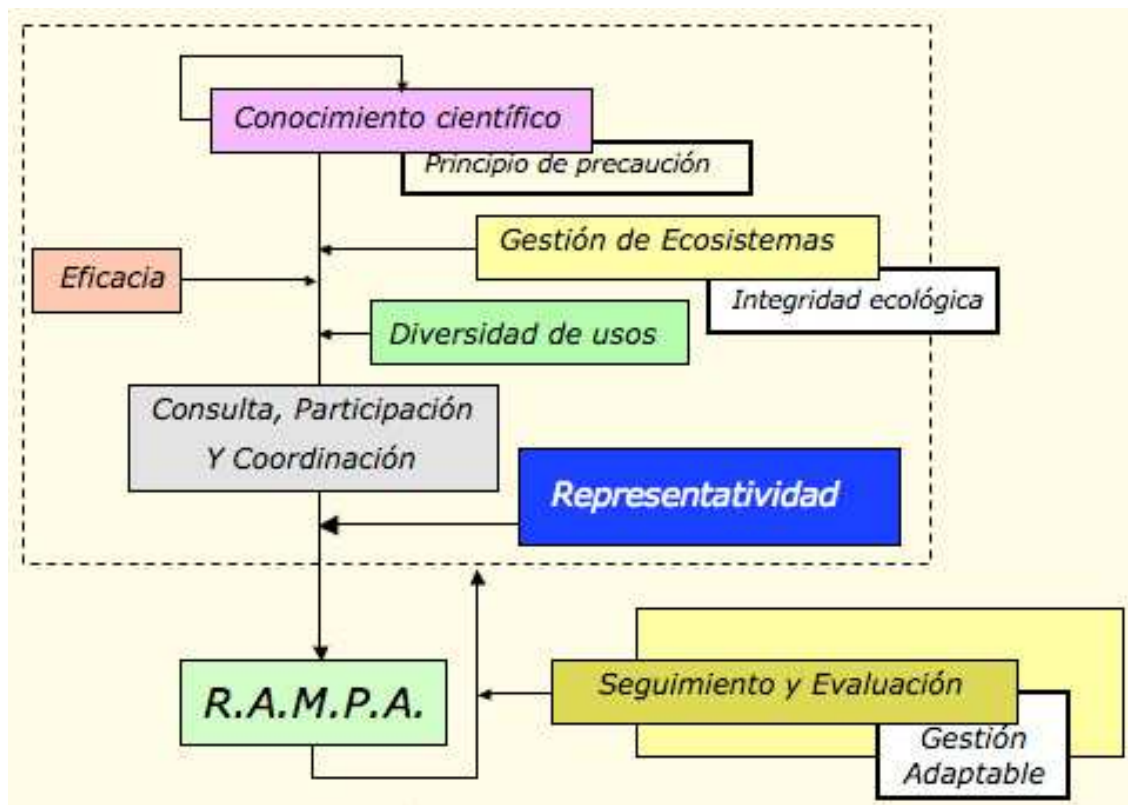 Conocimiento científico
Principio de precaución
Gestión de Ecosistemas
Eficacia
Integridad ecológica
Diversidad de usos
Consulta, Participación
Y Coordinación
Representatividad
R.A.M.P.A.
Seguimiento y Evaluación
Gestión
Adaptable